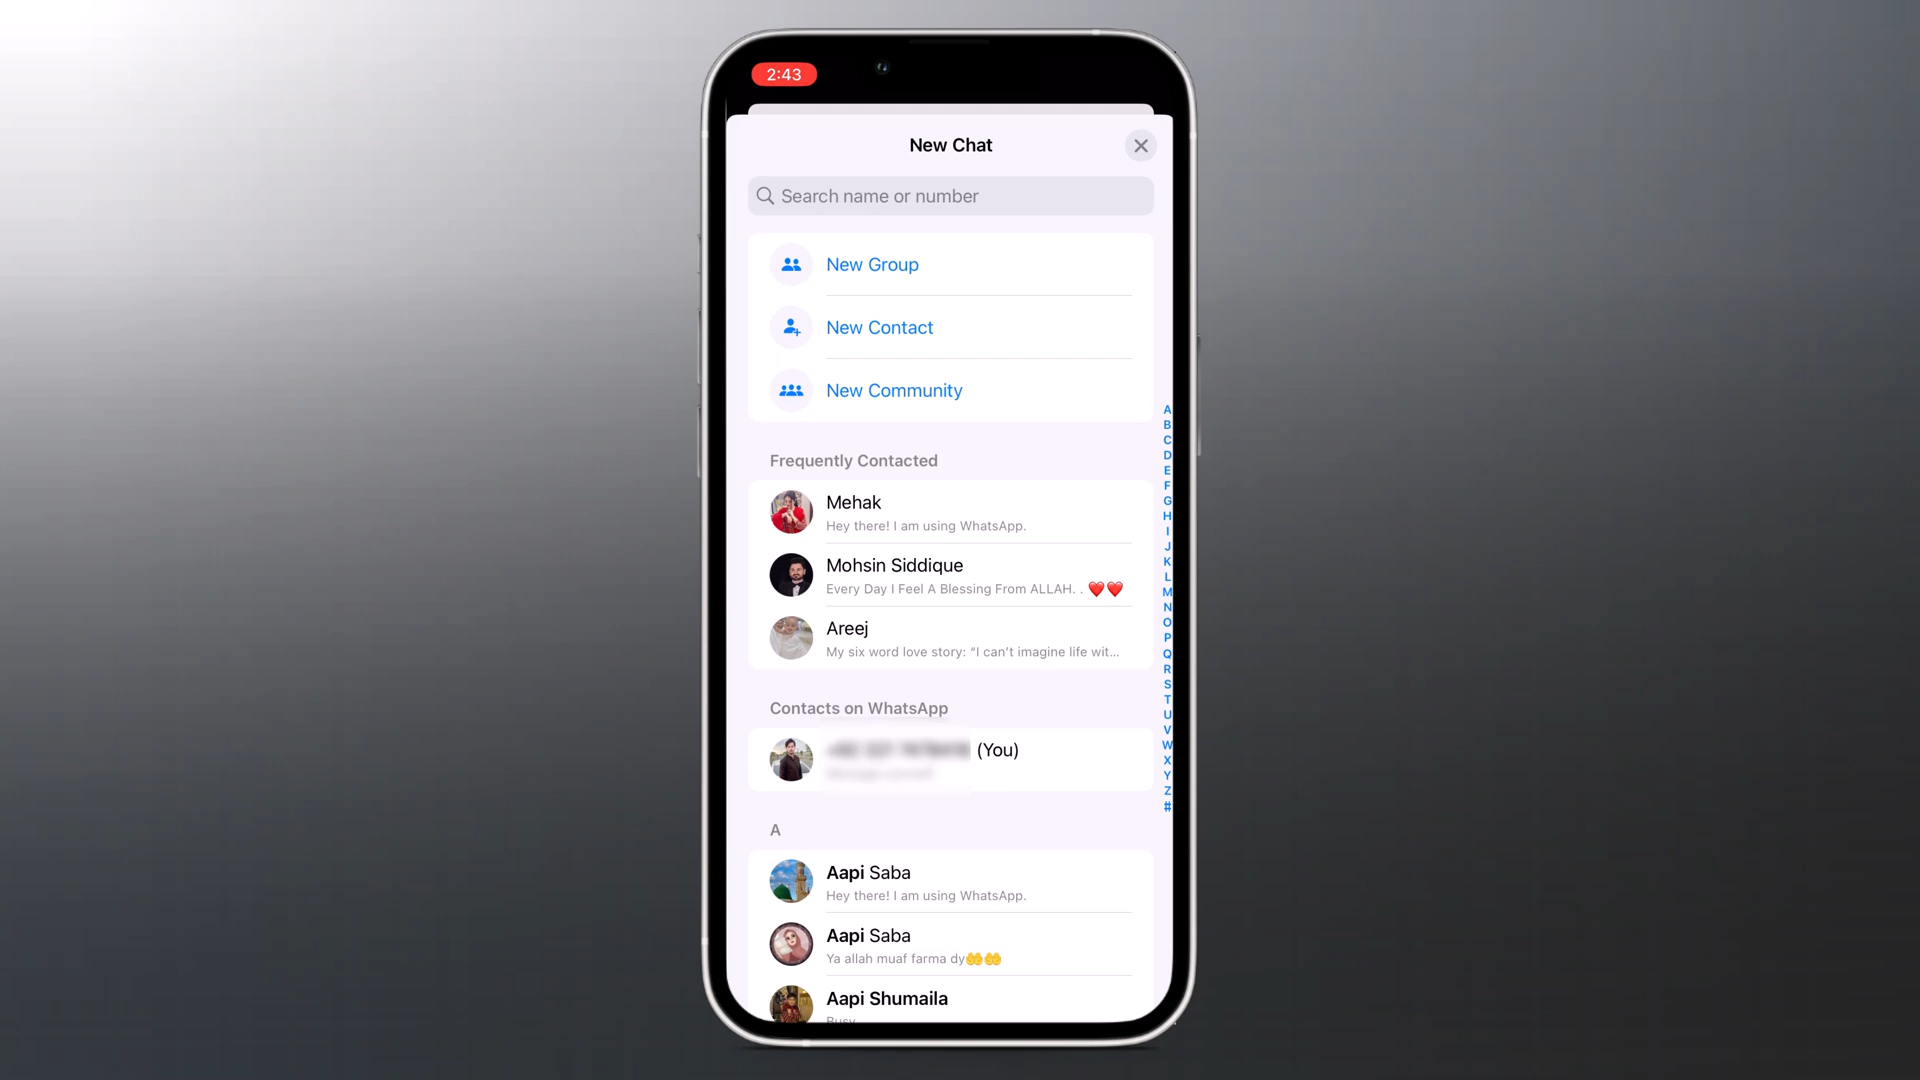 2:43
New Chat
Search name or number
New Group
New Contact
New Community
Frequently Contacted
Mehak
Hey there! I am using WhatsApp.
Mohsin Siddique
Every Day I Feel A Blessing From ALLAH. . ❤️❤️
Areej
My six word love story: “I can’t imagine life wit...
Contacts on WhatsApp
(You)
A
Aapi Saba
Hey there! I am using WhatsApp.
Aapi Saba
Ya allah muaf farma dy🤲🤲
Aapi Shumaila
Busy
A
B
C
D
E
F
G
H
I
J
K
L
M
N
O
P
Q
R
S
T
U
V
W
X
Y
Z
#